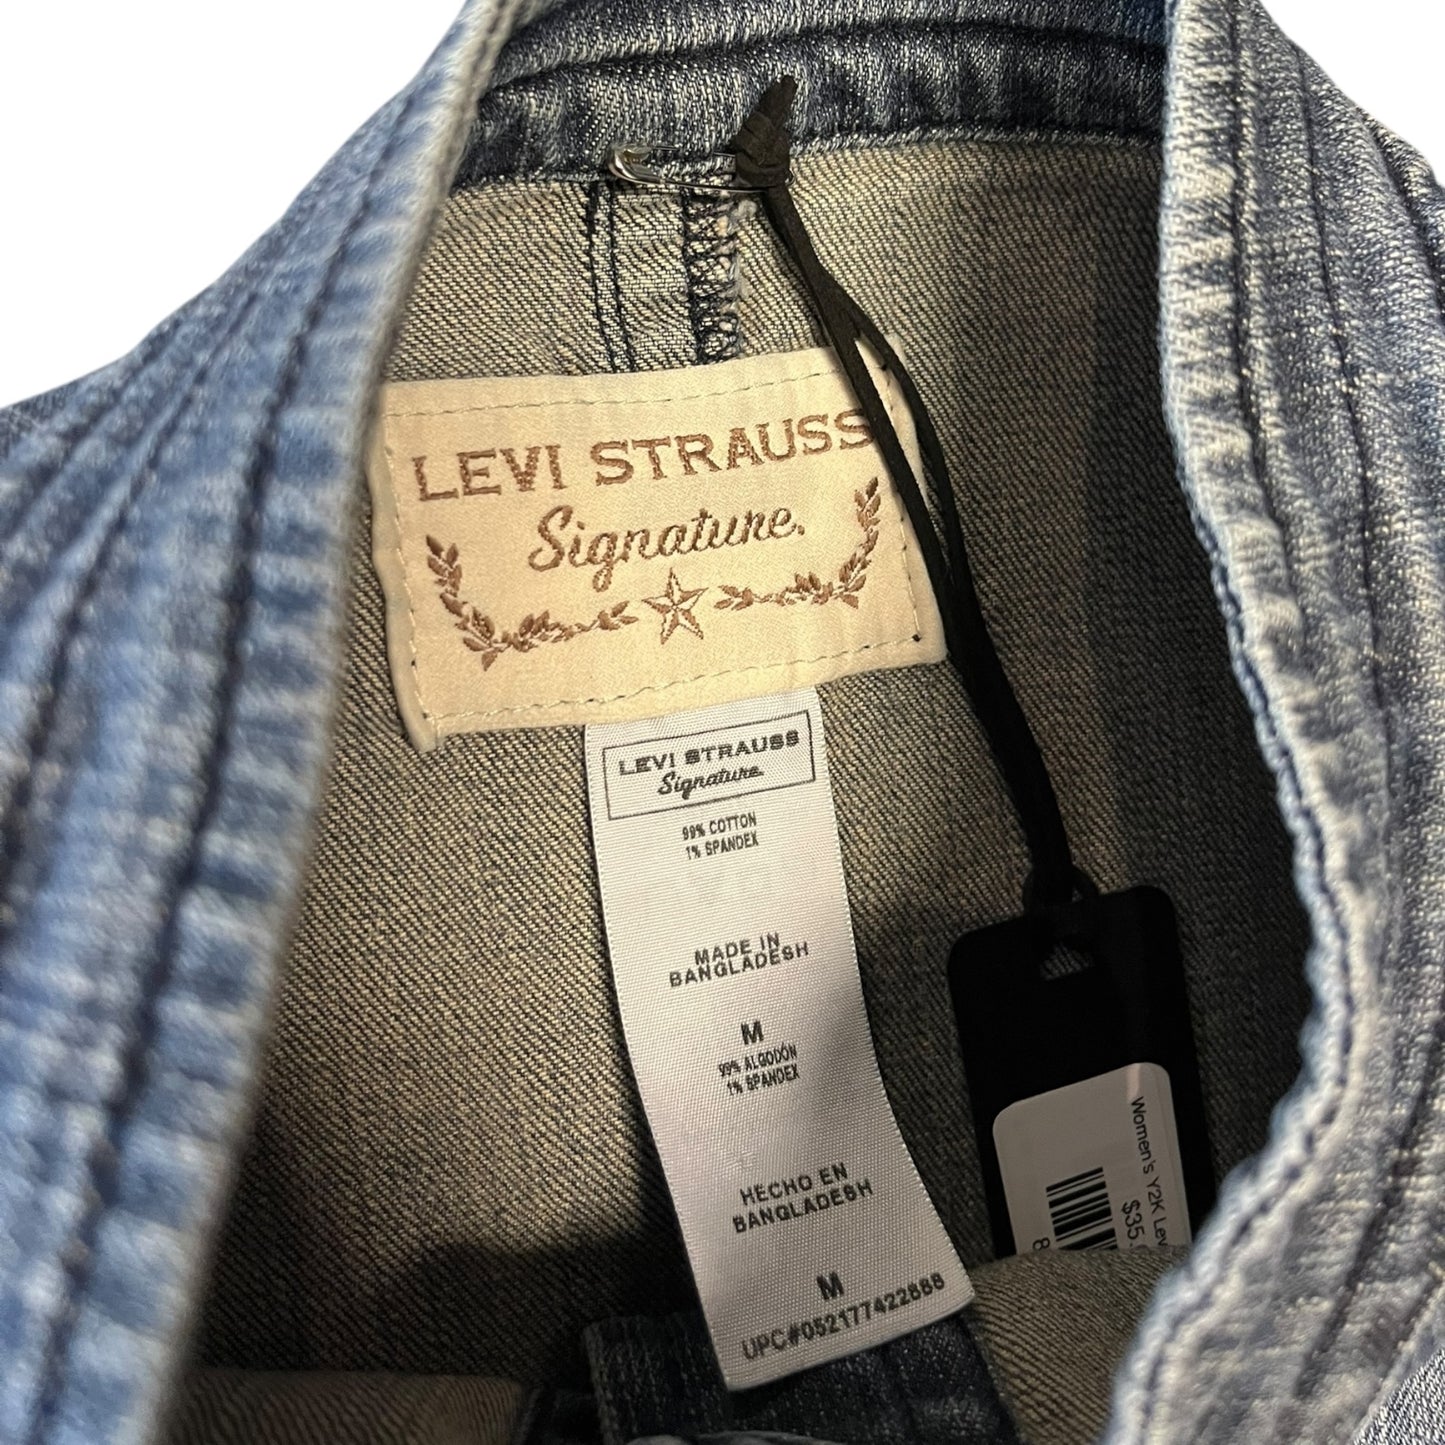 LEVI STRAUSS
Signature.
LEVI STRAUSS
Signature
99% COTTON
1% SPANDEX
MADE IN
BANGLADESH
M
99% ALGODÓN
1% SPANDEX
HECHO EN
BANGLADESH
M
UPC#052177422888
Women's Y2K Lev
$35.
8